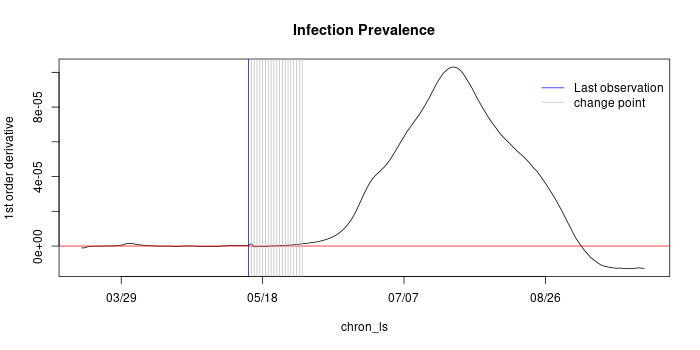 Infection Prevalence
1st order derivative
8e-05
4e-05
0e+00
Last observation
change point
03/29
05/18
07/07
08/26
chron_ls